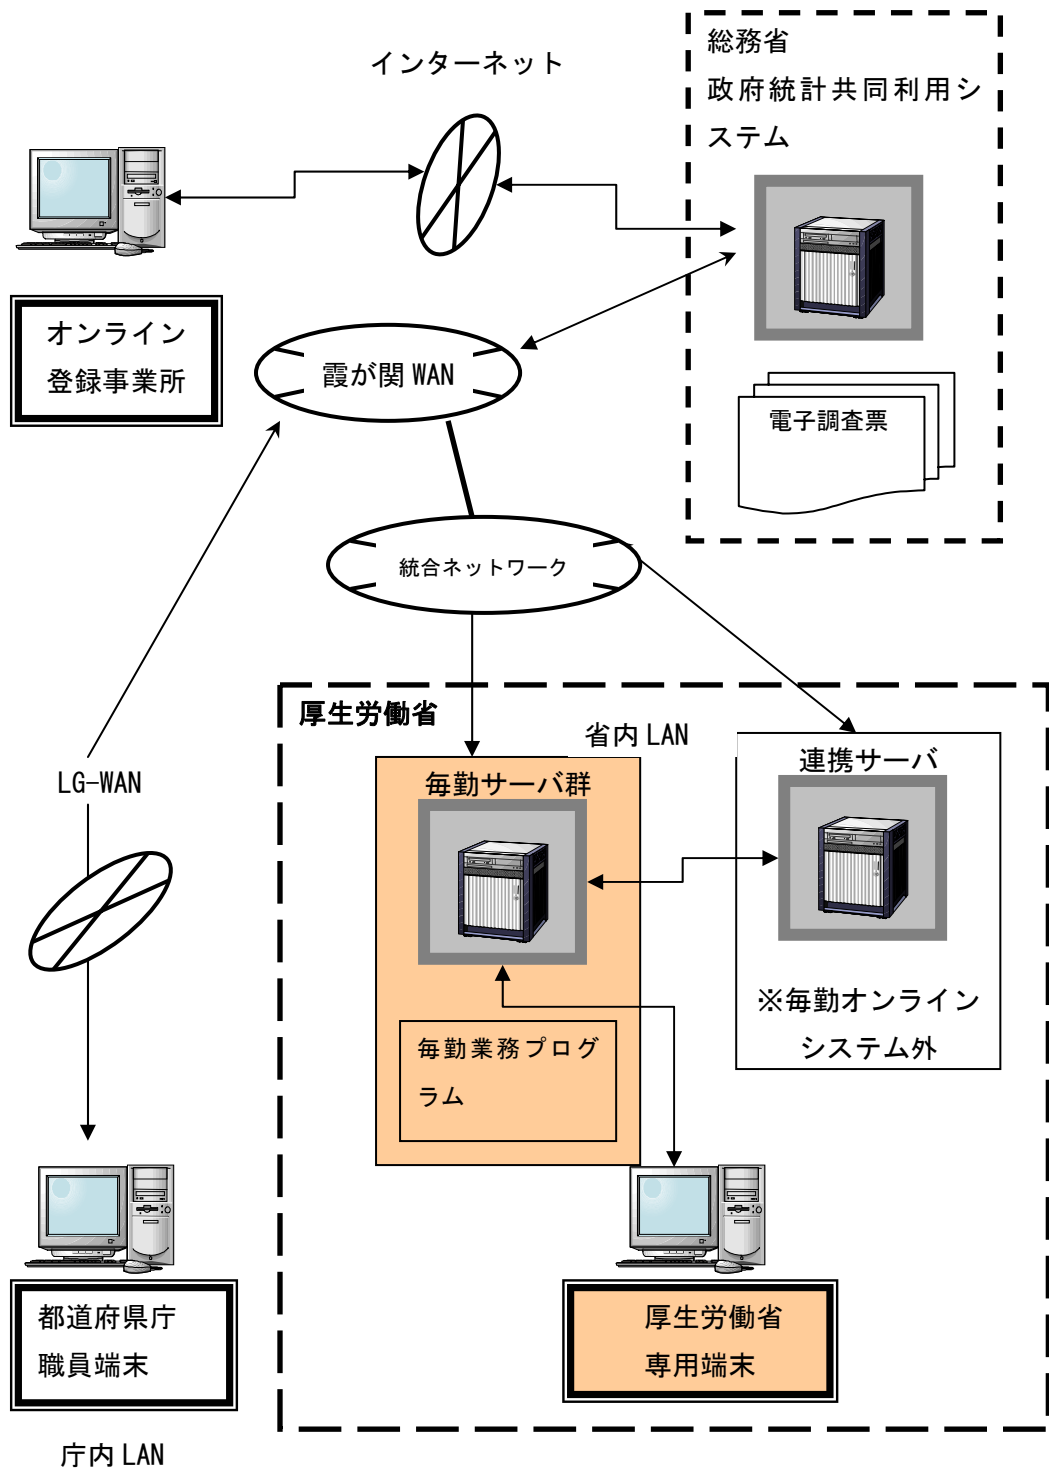 インターネット
総務省
政府統計共同利用シ
ステム
オンライン
登録事業所
霞が関 WAN
電子調査票
統合ネットワーク
厚生労働省
省内 LAN
毎勤サーバ群
連携サーバ
LG-WAN
※毎勤オンライン
システム外
毎勤業務プログ
ラム
都道府県庁
職員端末
厚生労働省
専用端末
庁内 LAN